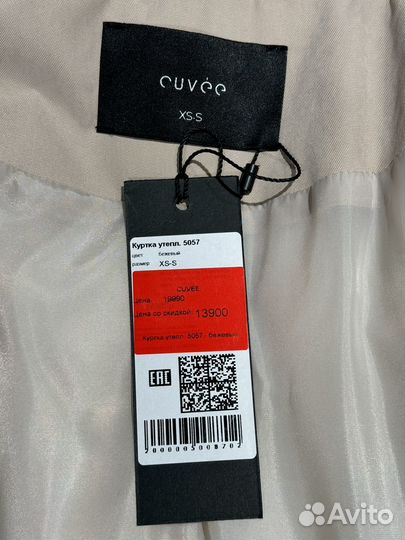 cuvée
XS-S
Куртка утепл. 5057
цвет бежевый
размер XS-S
CUVEE
Цена: 19990
Цена со скидкой: 13900
Куртка утепл. 5057 - бежевый
EAC
2000005008702
Avito